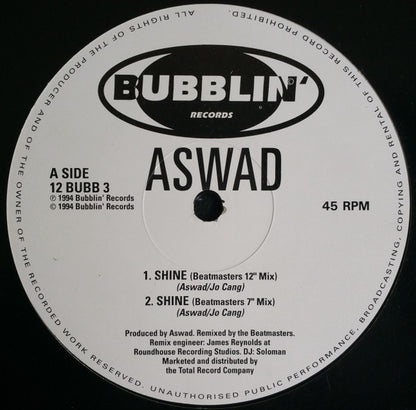 ALL RIGHTS OF THE PRODUCER AND OF THE OWNER OF THE RECORDED WORK RESERVED. UNAUTHORISED PUBLIC PERFORMANCE, BROADCASTING, COPYING AND RENTAL OF THIS RECORD PROHIBITED.
BUBBLIN'
RECORDS
ASWAD
A SIDE
12 BUBB 3
℗ 1994 Bubblin' Records
© 1994 Bubblin' Records
45 RPM
1. SHINE (Beatmasters 12" Mix)
(Aswad/Jo Cang)
2. SHINE (Beatmasters 7" Mix)
(Aswad/Jo Cang)
Produced by Aswad. Remixed by the Beatmasters.
Remix engineer: James Reynolds at
Roundhouse Recording Studios. DJ: Soloman
Marketed and distributed by
the Total Record Company